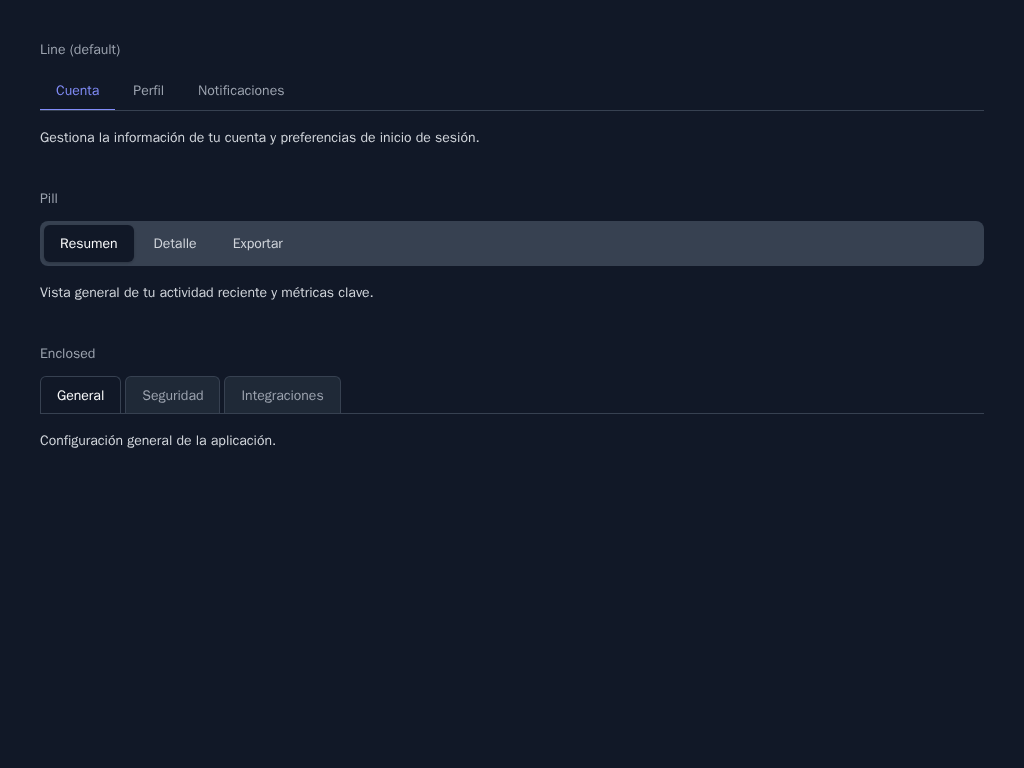 Line (default)
Cuenta Perfil Notificaciones
Gestiona la información de tu cuenta y preferencias de inicio de sesión.
Pill
Resumen Detalle Exportar
Vista general de tu actividad reciente y métricas clave.
Enclosed
General Seguridad Integraciones
Configuración general de la aplicación.